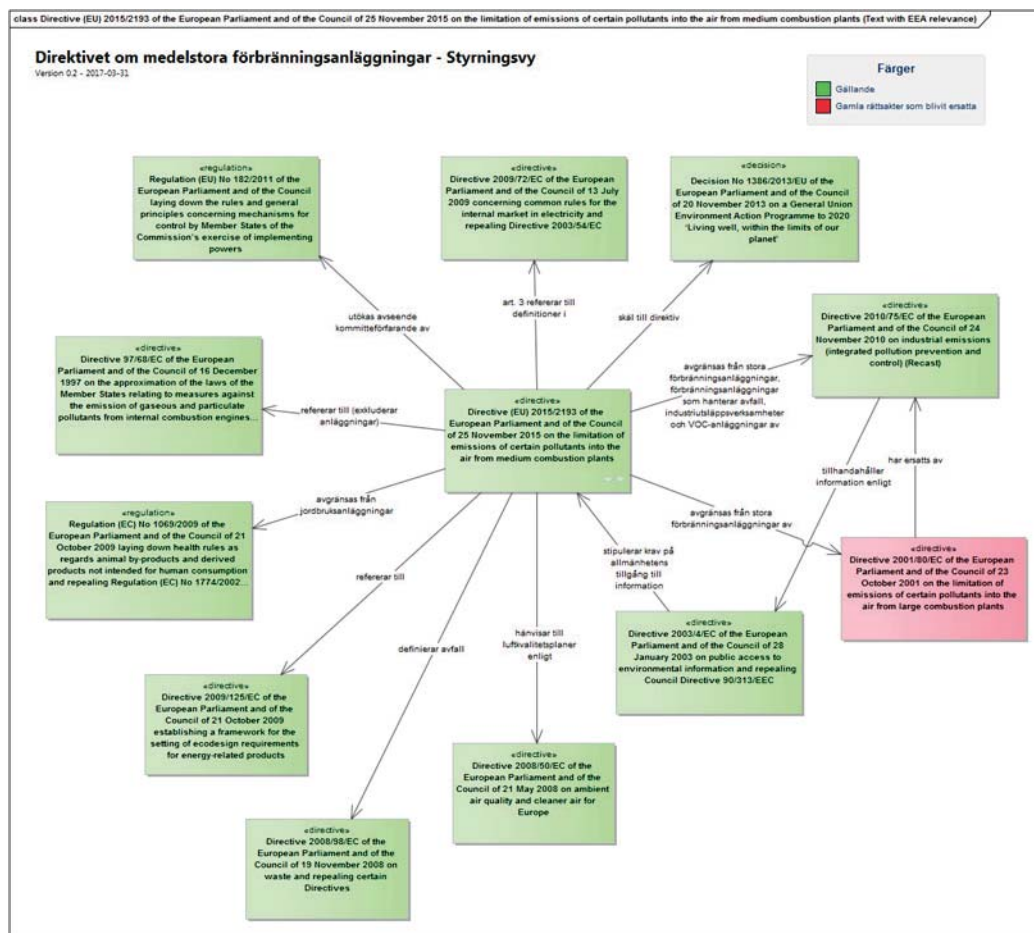 class Directive (EU) 2015/2193 of the European Parliament and of the Council of 25 November 2015 on the limitation of emissions of certain pollutants into the air from medium combustion plants (Text with EEA relevance)
Direktivet om medelstora förbränningsanläggningar - Styrningsvy
Version 0.2 - 2017-03-31
Färger
Gällande
Gamla rättsakter som blivit ersatta
«regulation»
Regulation (EU) No 182/2011 of the
European Parliament and of the Council
laying down the rules and general
principles concerning mechanisms for
control by Member States of the
Commission's exercise of implementing
powers
«directive»
Directive 2009/72/EC of the European
Parliament and of the Council of 13 July
2009 concerning common rules for the
internal market in electricity and
repealing Directive 2003/54/EC
«decision»
Decision No 1386/2013/EU of the
European Parliament and of the Council
of 20 November 2013 on a General Union
Environment Action Programme to 2020
'Living well, within the limits of our
planet'
utökas avseende
kommitteförfarande av
art. 3 refererar till
definitioner i
skäl till direktiv
«directive»
Directive 2010/75/EC of the European
Parliament and of the Council of 24
November 2010 on industrial emissions
(integrated pollution prevention and
control) (Recast)
«directive»
Directive 97/68/EC of the European
Parliament and of the Council of 16
December 1997 on the approximation of the laws of the
Member States relating to measures against
the emission of gaseous and particulate
pollutants from internal combustion engines...
refererar till (exkluderar
anläggningar)
«directive»
Directive (EU) 2015/2193 of the
European Parliament and of the Council
of 25 November 2015 on the limitation of
emissions of certain pollutants into the
air from medium combustion plants
avgränsas från stora
förbränningsanläggningar,
förbränningsanläggningar
som hanterar avfall,
industriutsläppsverksamheter
och VOC-anläggningar av
tillhandahåller
information enligt
har ersatts av
avgränsas från
jordbruksanläggningar
«regulation»
Regulation (EC) No 1069/2009 of the
European Parliament and of the Council of 21
October 2009 laying down health rules as
regards animal by-products and derived
products not intended for human consumption
and repealing Regulation (EC) No 1774/2002...
avgränsas från stora
förbränningsanläggningar av
stipulerar krav på
allmänhetens
tillgång till
information
«directive»
Directive 2001/80/EC of the European
Parliament and of the Council of 23
October 2001 on the limitation of
emissions of certain pollutants into the
air from large combustion plants
refererar till
definierar avfall
hänvisar till
luftkvalitetsplaner
enligt
«directive»
Directive 2003/4/EC of the European
Parliament and of the Council of 28
January 2003 on public access to
environmental information and repealing
Council Directive 90/313/EEC
«directive»
Directive 2009/125/EC of the
European Parliament and of the
Council of 21 October 2009
establishing a framework for the
setting of ecodesign requirements
for energy-related products
«directive»
Directive 2008/50/EC of the
European Parliament and of the
Council of 21 May 2008 on ambient
air quality and cleaner air for
Europe
«directive»
Directive 2008/98/EC of the
European Parliament and of the
Council of 19 November 2008 on
waste and repealing certain
Directives